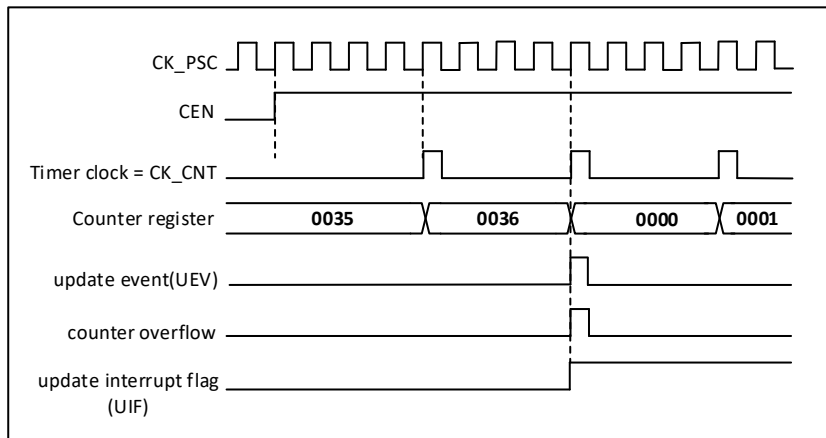 CK_PSC
CEN
Timer clock = CK_CNT
Counter register 0035 0036 0000 0001
update event(UEV)
counter overflow
update interrupt flag
(UIF)